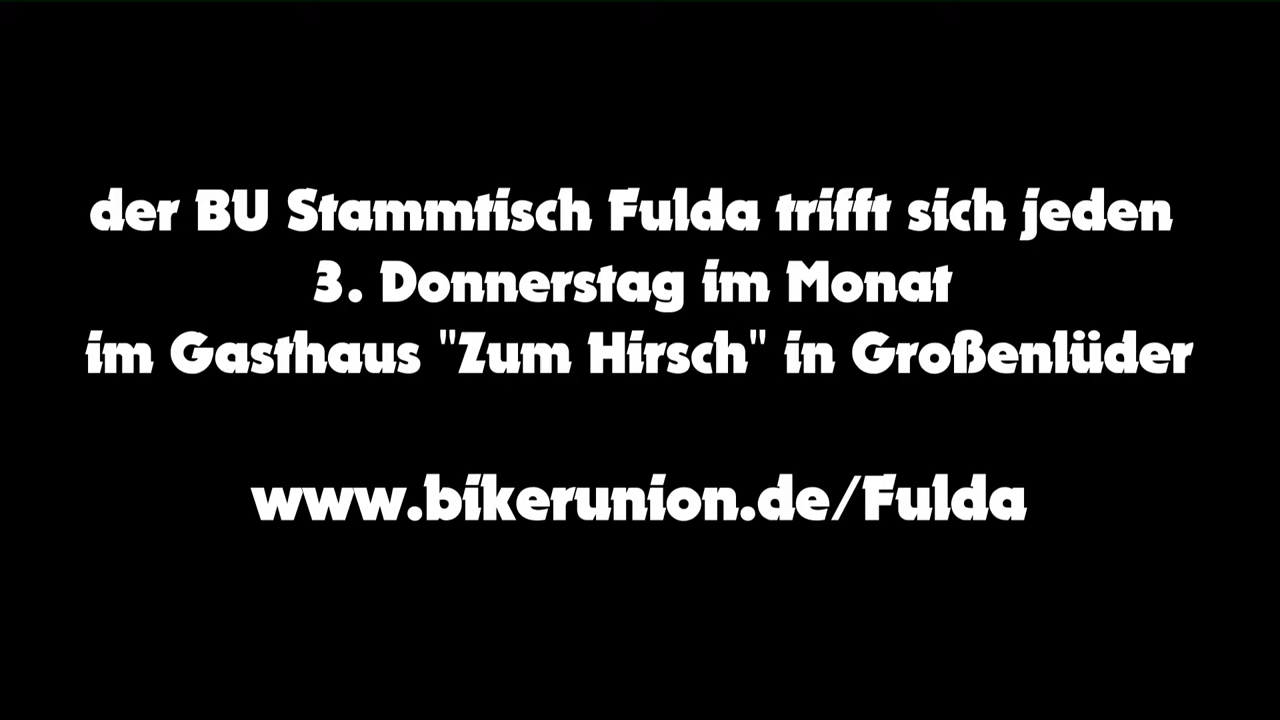 der BU Stammtisch Fulda trifft sich jeden
3. Donnerstag im Monat
im Gasthaus "Zum Hirsch" in Großenlüder
www.bikerunion.de/Fulda